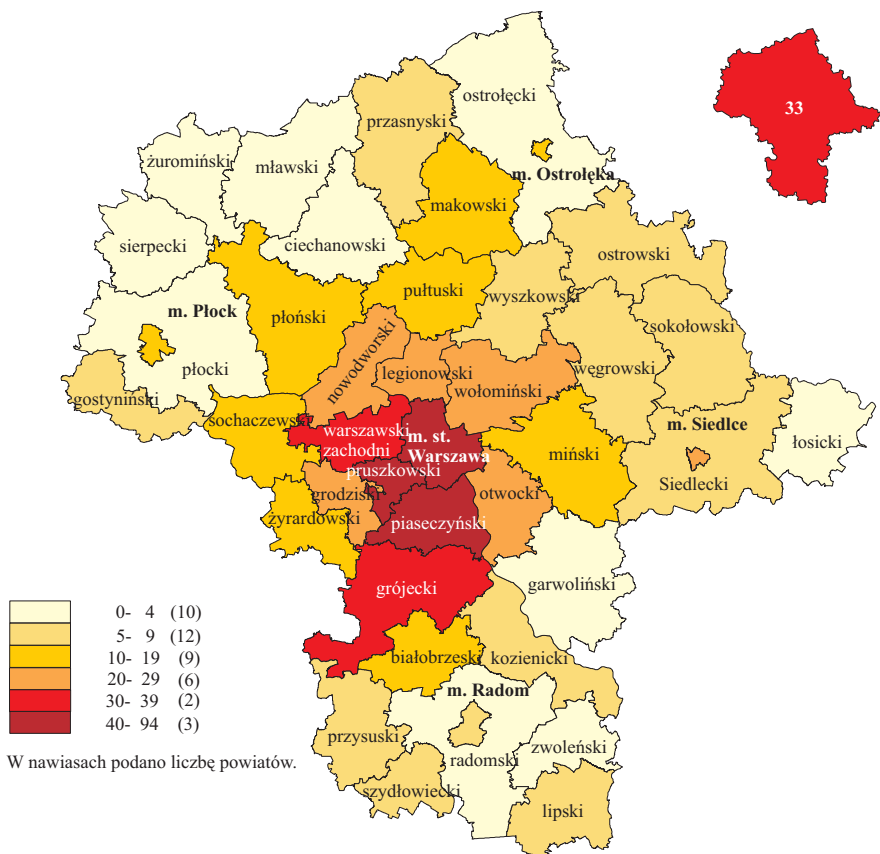 ostrołęcki
przasnyski
33
żuromiński
mławski
m. Ostrołęka
makowski
sierpecki
ciechanowski
ostrowski
pułtuski
wyszkowski
m. Płock
płoński
sokołowski
nowodworski
węgrowski
płocki
legionowski
wołomiński
gostyniński
sochaczewski
warszawski
zachodni
m. st.
Warszawa
m. Siedlce
łosicki
miński
pruszkowski
grodziski
otwocki
Siedlecki
żyrardowski
piaseczyński
grójecki
garwoliński
0- 4 (10)
5- 9 (12)
10- 19 (9)
20- 29 (6)
30- 39 (2)
40- 94 (3)
W nawiasach podano liczbę powiatów.
białobrzeski
kozienicki
m. Radom
przysuski
zwoleński
radomski
szydłowiecki
lipski